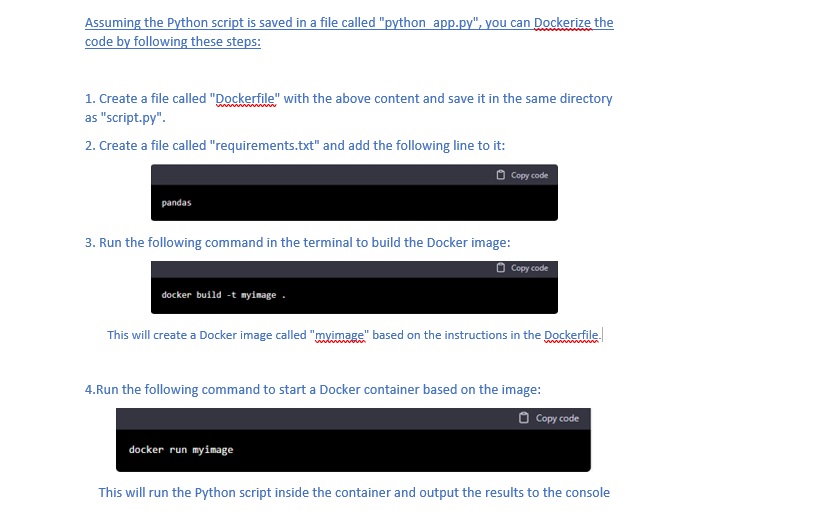 Assuming the Python script is saved in a file called "python_app.py", you can Dockerize the
code by following these steps:
1. Create a file called "Dockerfile" with the above content and save it in the same directory
as "script.py".
2. Create a file called "requirements.txt" and add the following line to it:
Copy code
pandas
3. Run the following command in the terminal to build the Docker image:
Copy code
docker build -t myimage .
This will create a Docker image called "myimage" based on the instructions in the Dockerfile.
4.Run the following command to start a Docker container based on the image:
Copy code
docker run myimage
This will run the Python script inside the container and output the results to the console